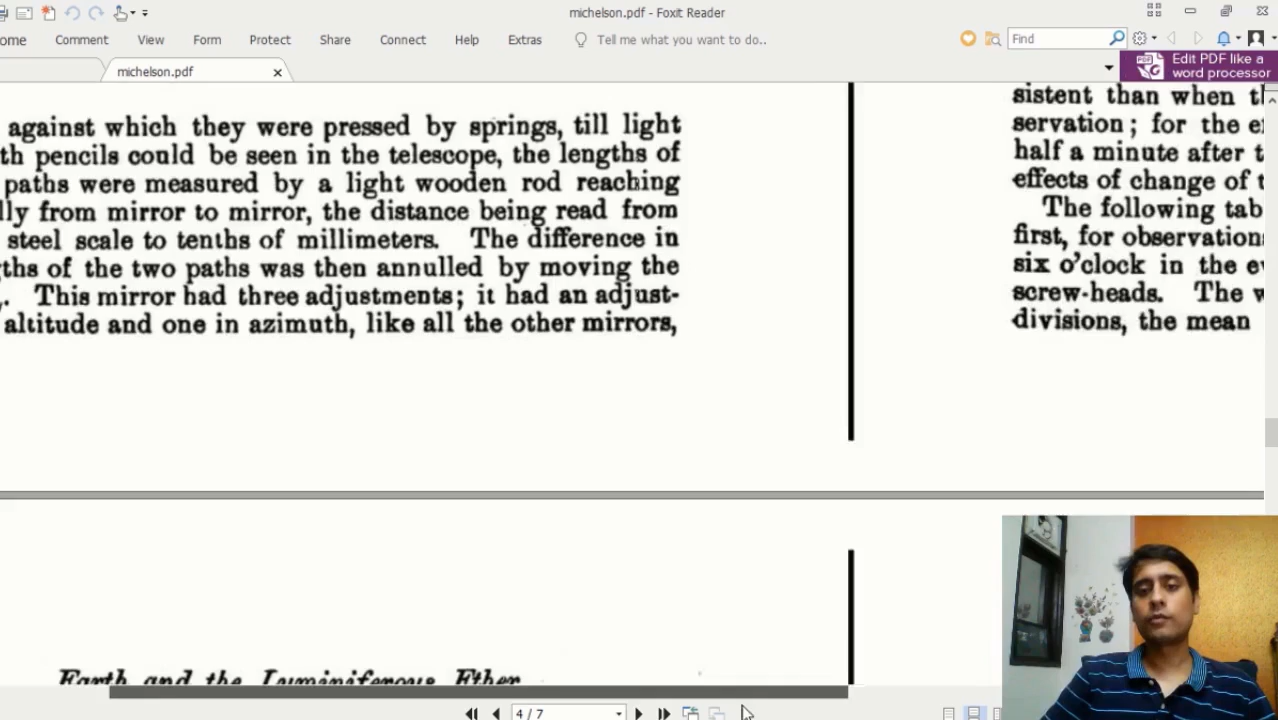 michelson.pdf - Foxit Reader
ome Comment View Form Protect Share Connect Help Extras Tell me what you want to do.. Find
michelson.pdf
Edit PDF like a
word processor
against which they were pressed by springs, till light
th pencils could be seen in the telescope, the lengths of
paths were measured by a light wooden rod reaching
lly from mirror to mirror, the distance being read from
steel scale to tenths of millimeters. The difference in
ths of the two paths was then annulled by moving the
. This mirror had three adjustments; it had an adjust-
altitude and one in azimuth, like all the other mirrors,
sistent than when t
servation; for the e
half a minute after t
effects of change of t
The following tab
first, for observation
six o'clock in the e
screw-heads. The w
divisions, the mean
Earth and the Luminiferous Ether
4 / 7